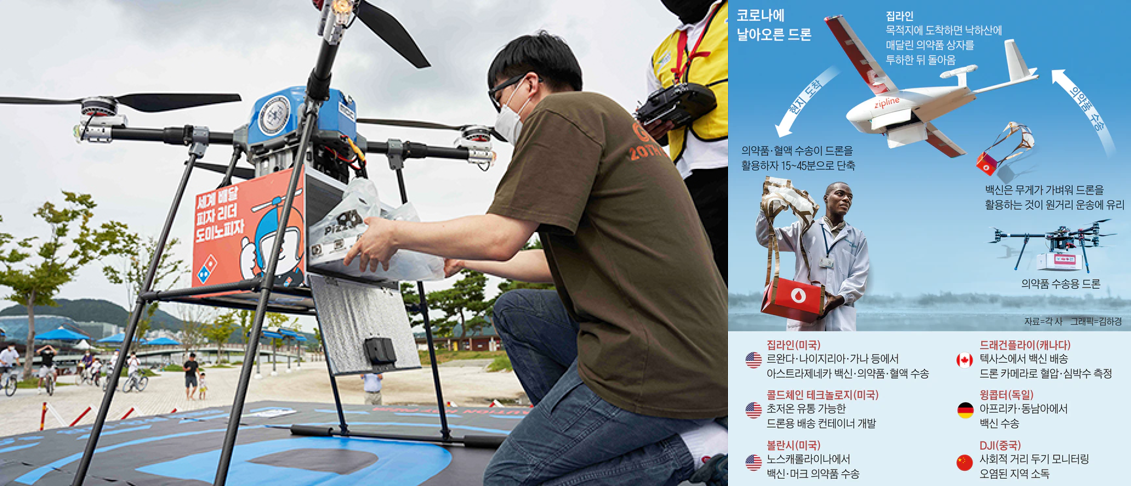 세계 배달
피자 리더
도미노피자
코로나에
날아오른 드론
집라인
목적지에 도착하면 낙하산에
매달린 의약품 상자를
투하한 뒤 돌아옴
현지 도착
zipline
의약품 수송
의약품·혈액 수송이 드론을
활용하자 15~45분으로 단축
백신은 무게가 가벼워 드론을
활용하는 것이 원거리 운송에 유리
의약품 수송용 드론
자료=각 사 그래픽=김하경
집라인(미국)
르완다·나이지리아·가나 등에서
아스트라제네카 백신·의약품·혈액 수송
콜드체인 테크놀로지(미국)
초저온 유통 가능한
드론용 배송 컨테이너 개발
볼란시(미국)
노스캐롤라이나에서
백신·머크 의약품 수송
드래건플라이(캐나다)
텍사스에서 백신 배송
드론 카메라로 혈압·심박수 측정
윙콥터(독일)
아프리카·동남아에서
백신 수송
DJI(중국)
사회적 거리 두기 모니터링
오염된 지역 소독